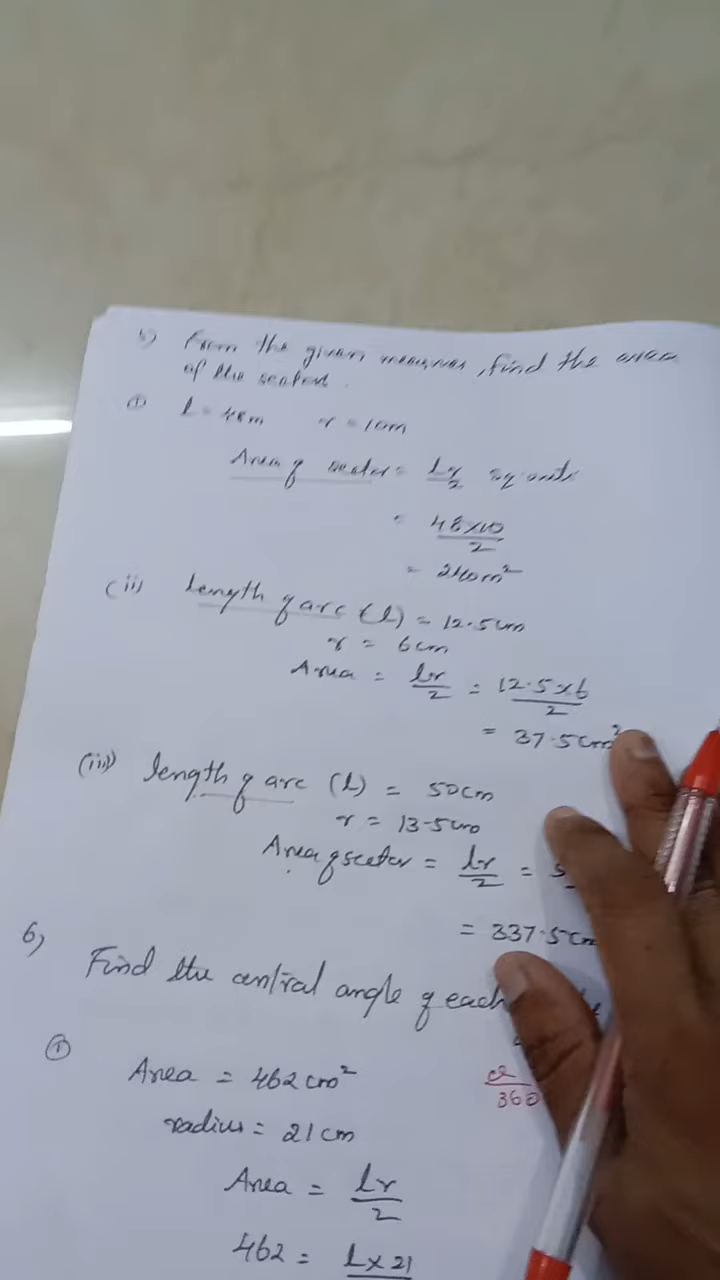 5) From the given measures, find the area
of the sector.
(i) l = 48m r = 10m
Area of sector = lr/2 sq units
= 48×10/2
= 240m²
(ii) length of arc (l) = 12.5cm
r = 6cm
Area = lr/2 = 12.5×6/2
= 37.5cm²
(iii) length of arc (l) = 50cm
r = 13.5cm
Area of sector = lr/2 = 5
= 337.5cm
6) Find the central angle of each
(i) Area = 462cm²
360
radius = 21cm
Area = lr/2
462 = l×21